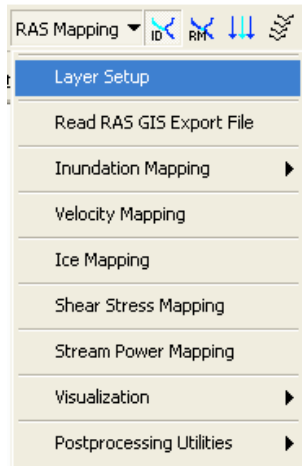 RAS Mapping ID RM
Layer Setup
Read RAS GIS Export File
Inundation Mapping
Velocity Mapping
Ice Mapping
Shear Stress Mapping
Stream Power Mapping
Visualization
Postprocessing Utilities